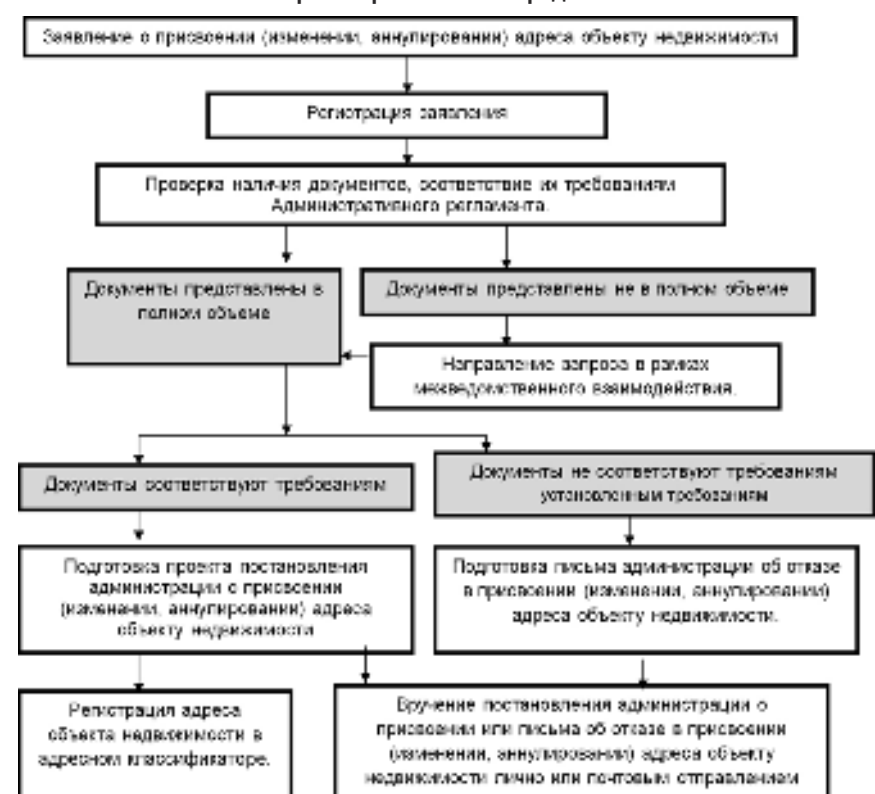 Заявление о присвоении (изменении, аннулировании) адреса объекту недвижимости
Регистрация заявления
Проверка наличия документов, соответствие их требованиям
Административного регламента.
Документы представлены в
полном объеме
Документы представлены не в полном объеме
Направление запроса в рамках
межведомственного взаимодействия.
Документы соответствуют требованиям
Документы не соответствуют требованиям
установленным требованиям
Подготовка проекта постановления
администрации о присвоении
(изменении, аннулировании) адреса
объекту недвижимости
Подготовка письма администрации об отказе
в присвоении (изменении, аннулировании)
адреса объекту недвижимости.
Регистрация адреса
объекта недвижимости в
адресном классификаторе.
Вручение постановления администрации о
присвоении или письма об отказе в присвоении
(изменении, аннулировании) адреса объекту
недвижимости лично или почтовым отправлением